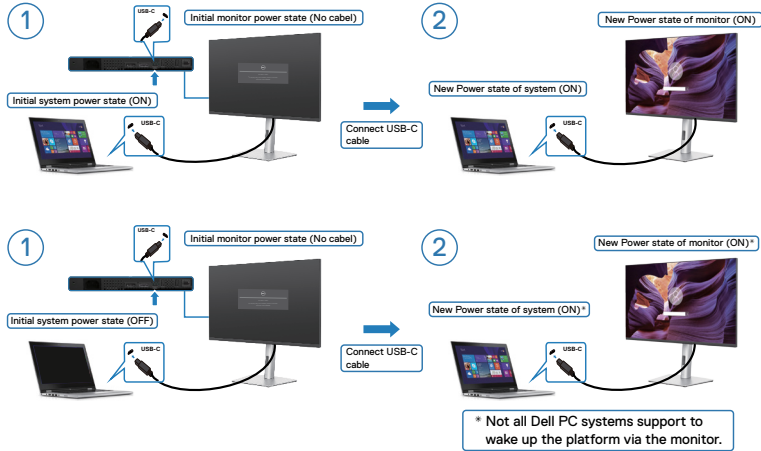 1
USB-C
Initial monitor power state (No cabel)
Initial system power state (ON)
USB-C
Connect USB-C
cable
2
New Power state of monitor (ON)
New Power state of system (ON)
USB-C
1
USB-C
Initial monitor power state (No cabel)
Initial system power state (OFF)
USB-C
Connect USB-C
cable
2
New Power state of monitor (ON)*
New Power state of system (ON)*
USB-C
* Not all Dell PC systems support to
wake up the platform via the monitor.